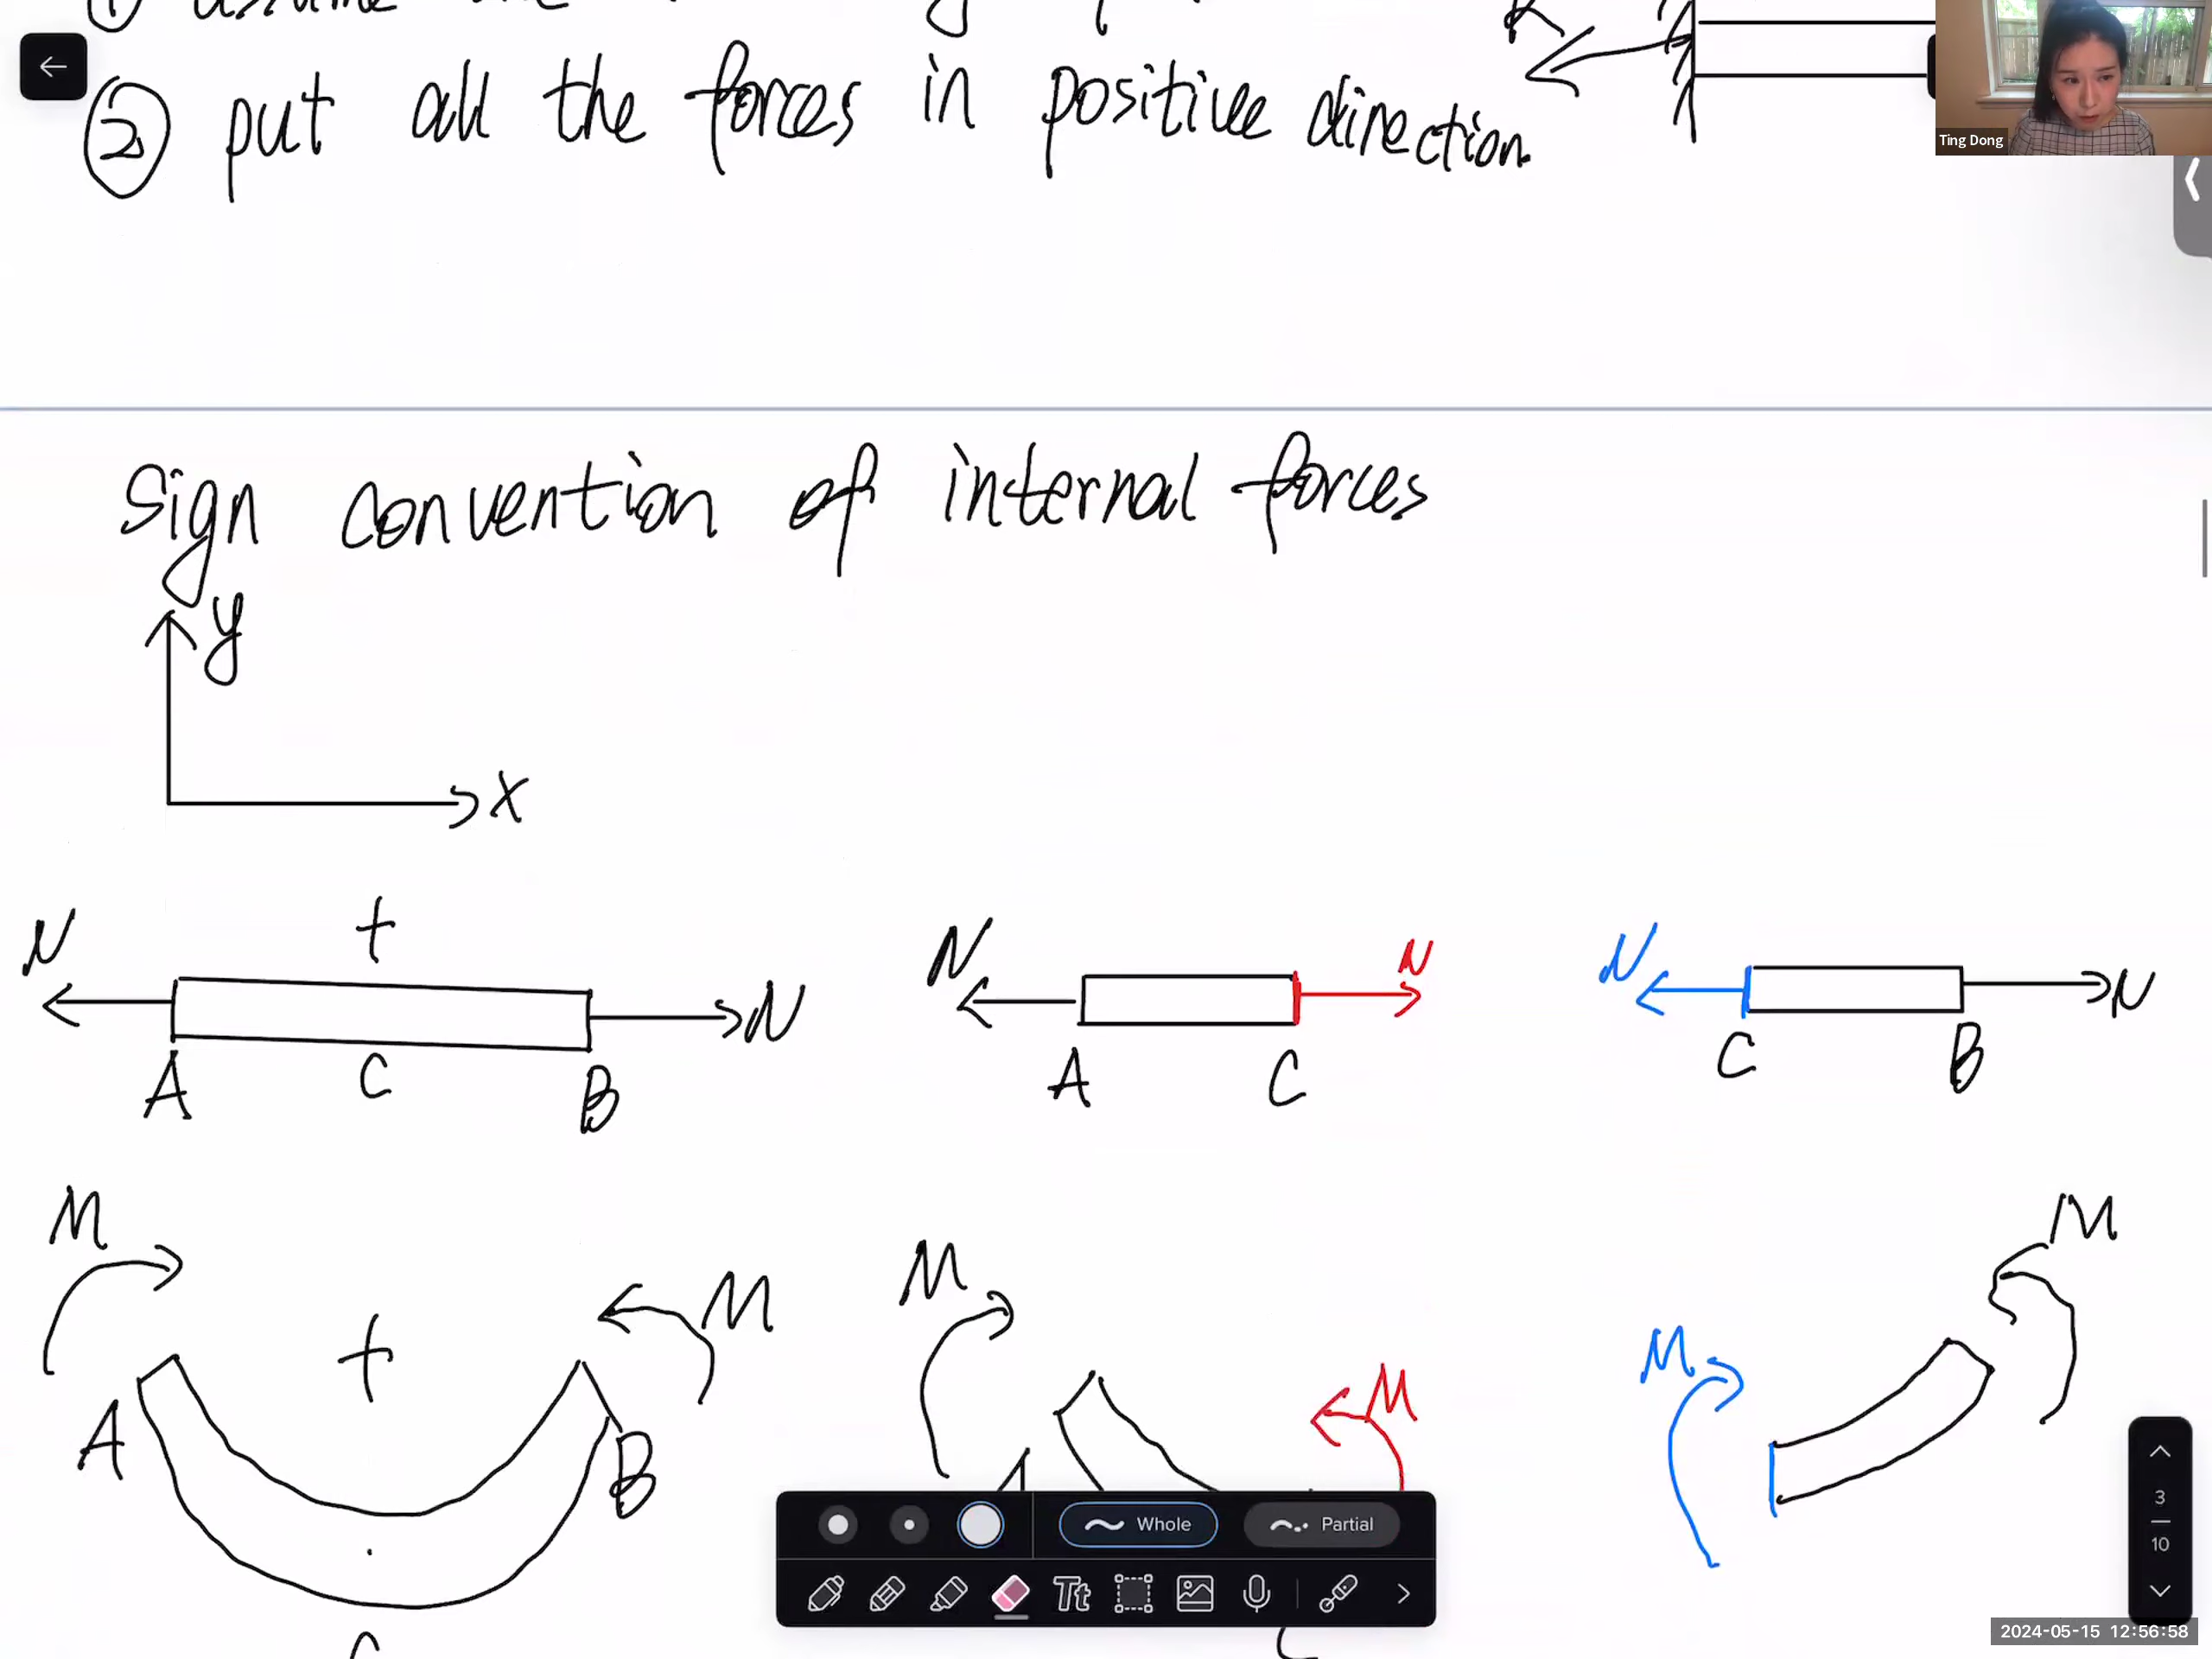 ② put all the forces in positive direction.
Ting Dong
Sign convention of internal forces
y
x
N + N
A C B
N N
A C
N N
C B
M + M
A B
M M
A
M M
Whole Partial
Tt
3
10
2024-05-15 12:56:58